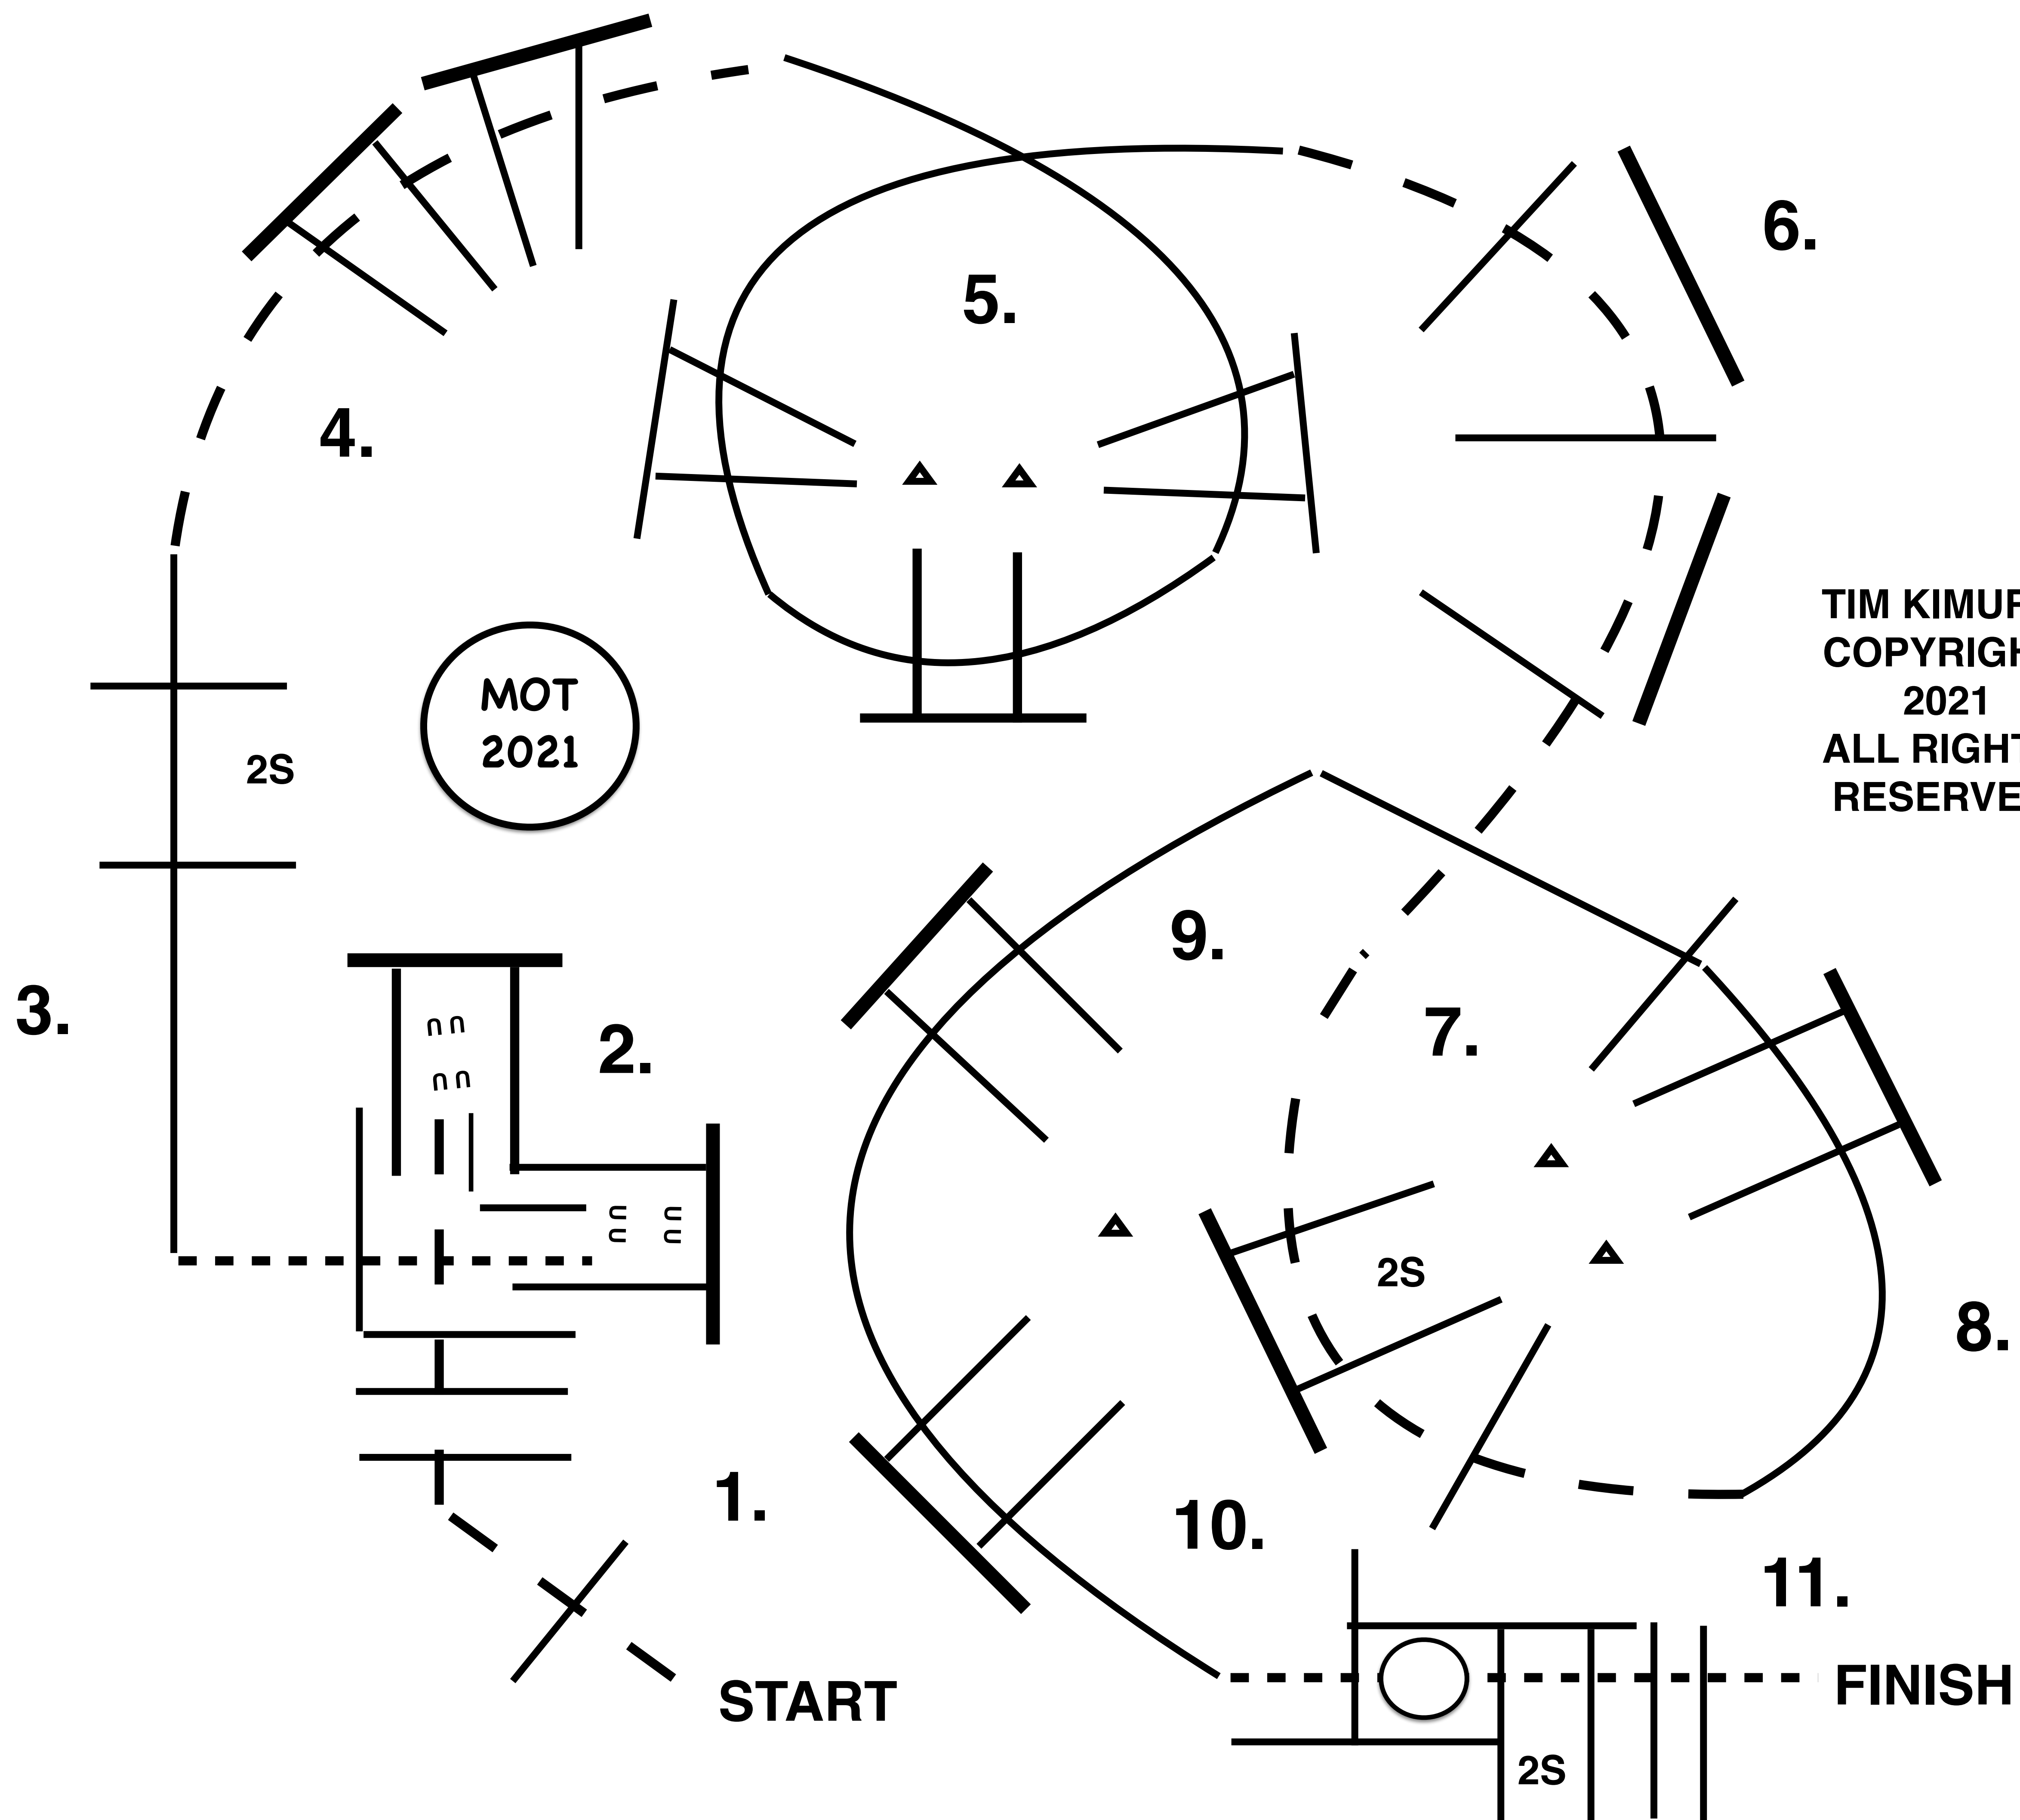 6.
5.
4.
TIM KIMUR
COPYRIGH
2021
ALL RIGHT
RESERVE
MOT
2021
2S
9.
3.
7.
2.
2S
8.
1.
10.
11.
START
FINISH
2S